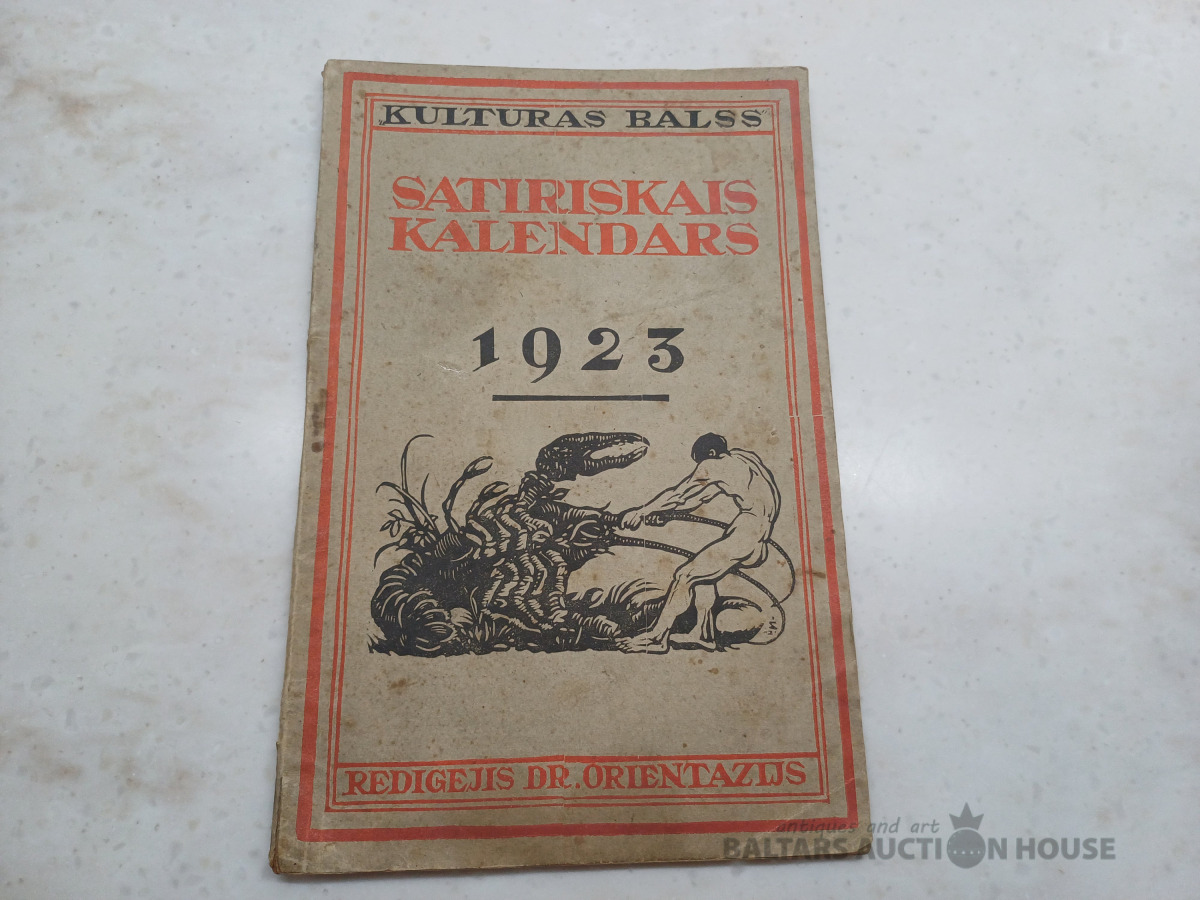 „KULTURAS BALSS"
SATIRISKAIS
KALENDARS
1923
REDIGEJIS DR. ORIENTAZIJS
antiques and art
BALTARS AUCTION HOUSE